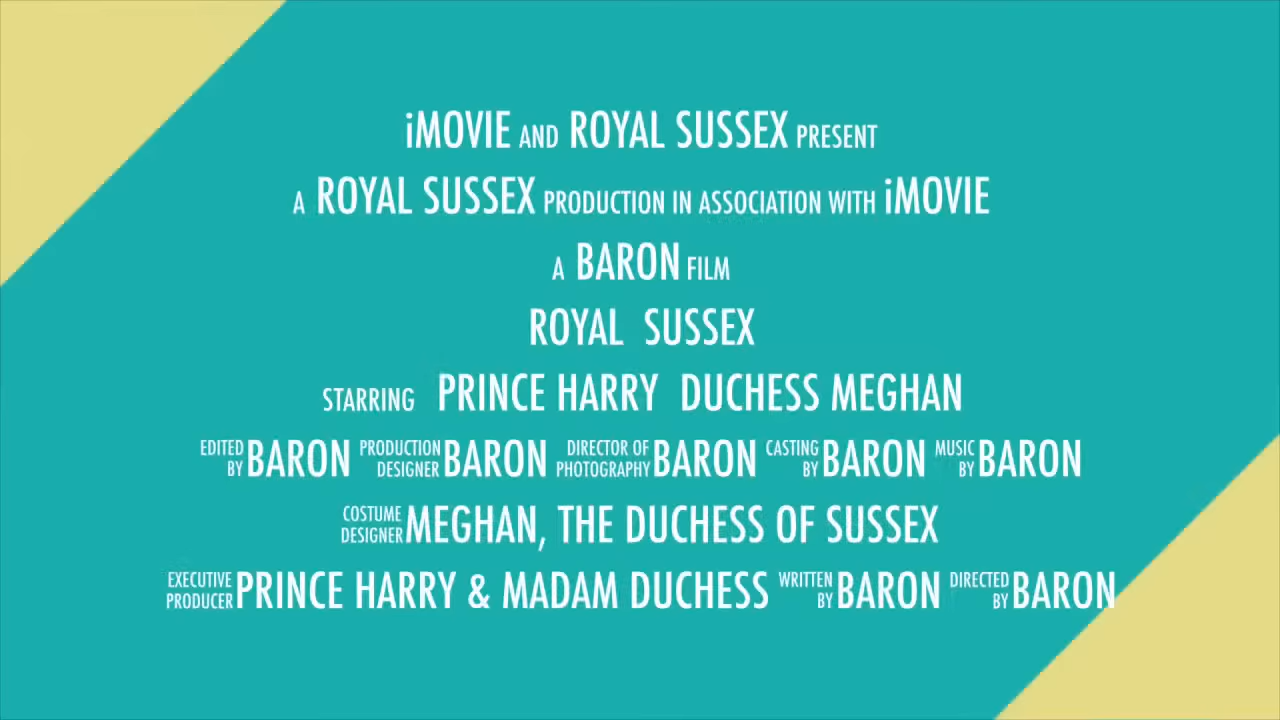 iMOVIE AND ROYAL SUSSEX PRESENT
A ROYAL SUSSEX PRODUCTION IN ASSOCIATION WITH iMOVIE
A BARON FILM
ROYAL SUSSEX
STARRING PRINCE HARRY DUCHESS MEGHAN
EDITED BY BARON PRODUCTION DESIGNER BARON DIRECTOR OF PHOTOGRAPHY BARON CASTING BY BARON MUSIC BY BARON
COSTUME DESIGNER MEGHAN, THE DUCHESS OF SUSSEX
EXECUTIVE PRODUCER PRINCE HARRY & MADAM DUCHESS WRITTEN BY BARON DIRECTED BY BARON